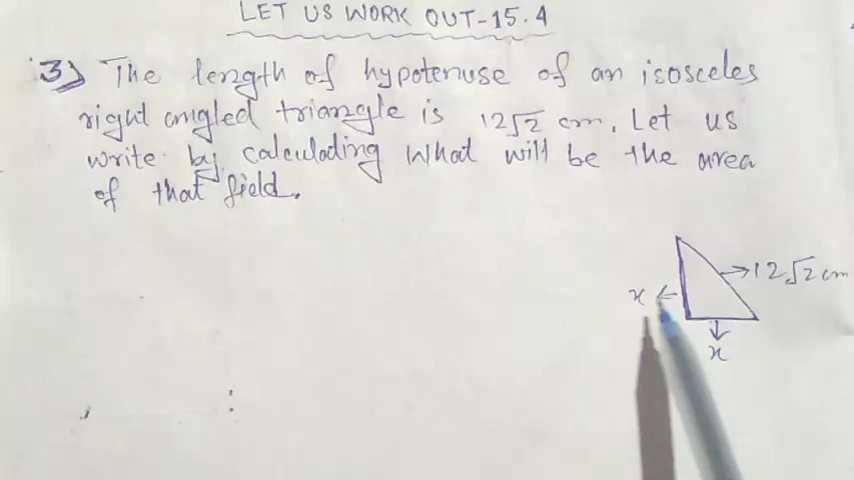 LET US WORK OUT-15.4
3) The length of hypotenuse of an isosceles
right angled triangle is 12√2 cm. Let us
write by calculating what will be the area
of that field.
12√2 cm
x
x